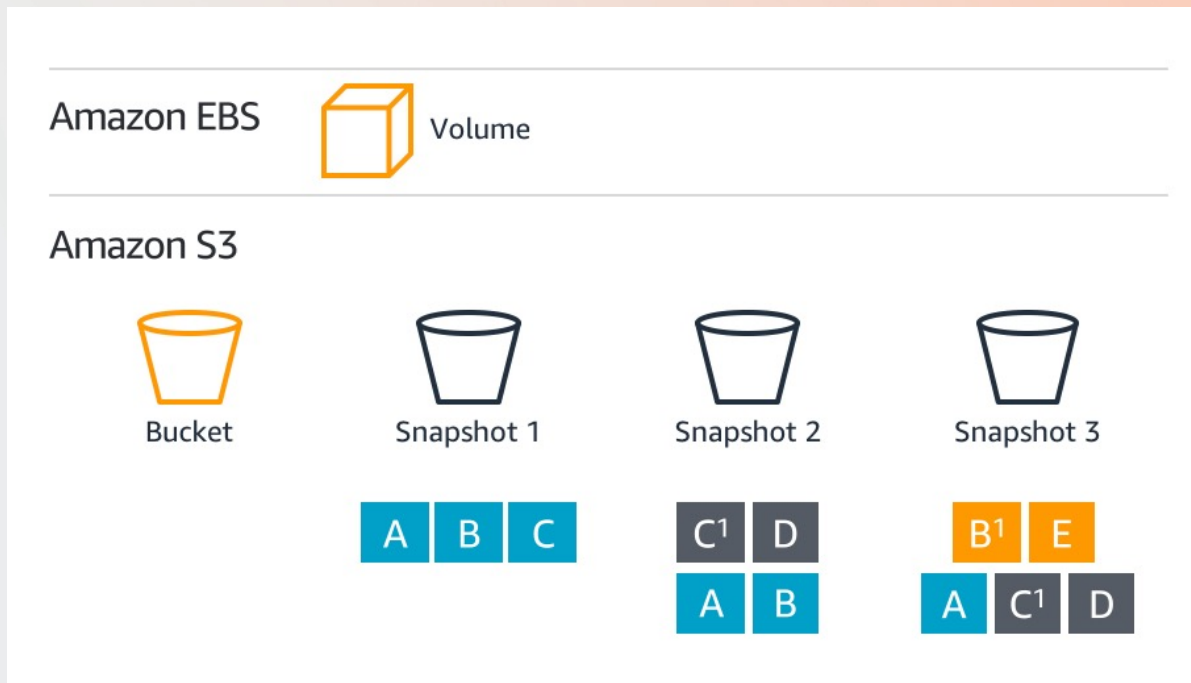 Amazon EBS
Volume
Amazon S3
Bucket
Snapshot 1
Snapshot 2
Snapshot 3
A B C
C¹ D
B¹ E
A B
A C¹ D